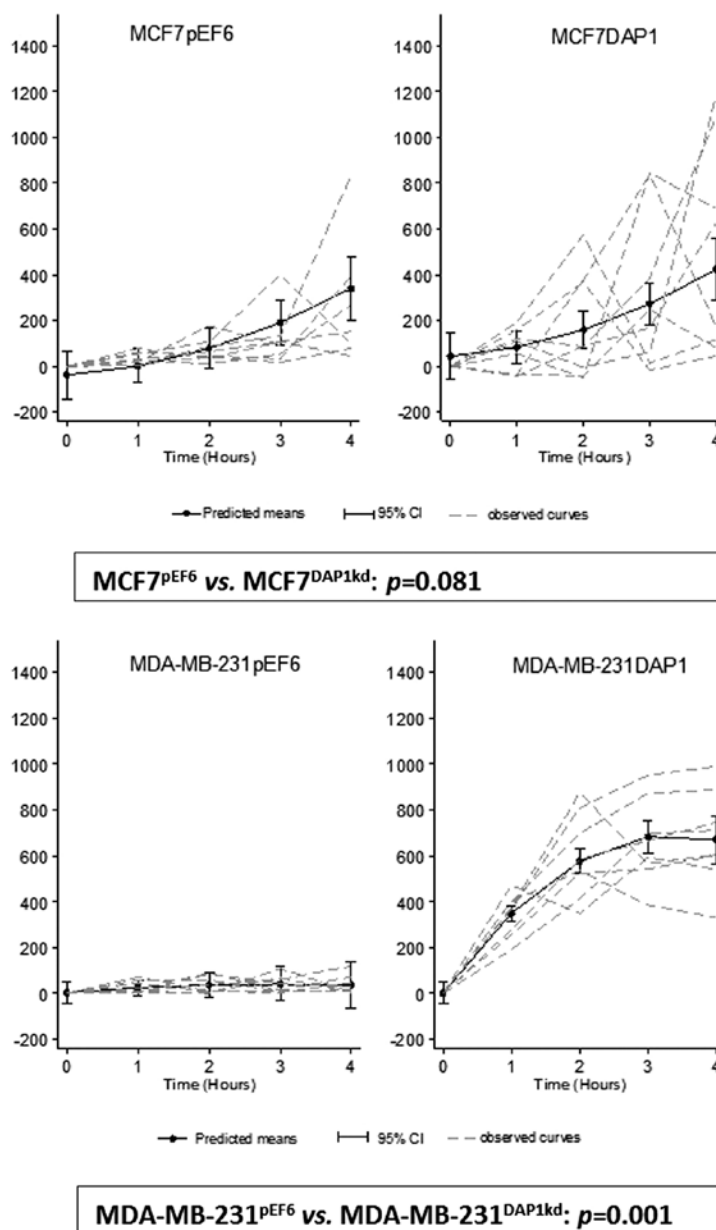 MCF7pEF6
MCF7DAP1
1400
1200
1000
800
600
400
200
0
-200
0 1 2 3 4
Time (Hours)
1400
1200
1000
800
600
400
200
0
-200
0 1 2 3 4
Time (Hours)
Predicted means 95% CI observed curves
MCF7pEF6 vs. MCF7DAP1kd: p=0.081
MDA-MB-231pEF6
MDA-MB-231DAP1
1400
1200
1000
800
600
400
200
0
-200
0 1 2 3 4
Time (Hours)
1400
1200
1000
800
600
400
200
0
-200
0 1 2 3 4
Time (Hours)
Predicted means 95% CI observed curves
MDA-MB-231pEF6 vs. MDA-MB-231DAP1kd: p=0.001